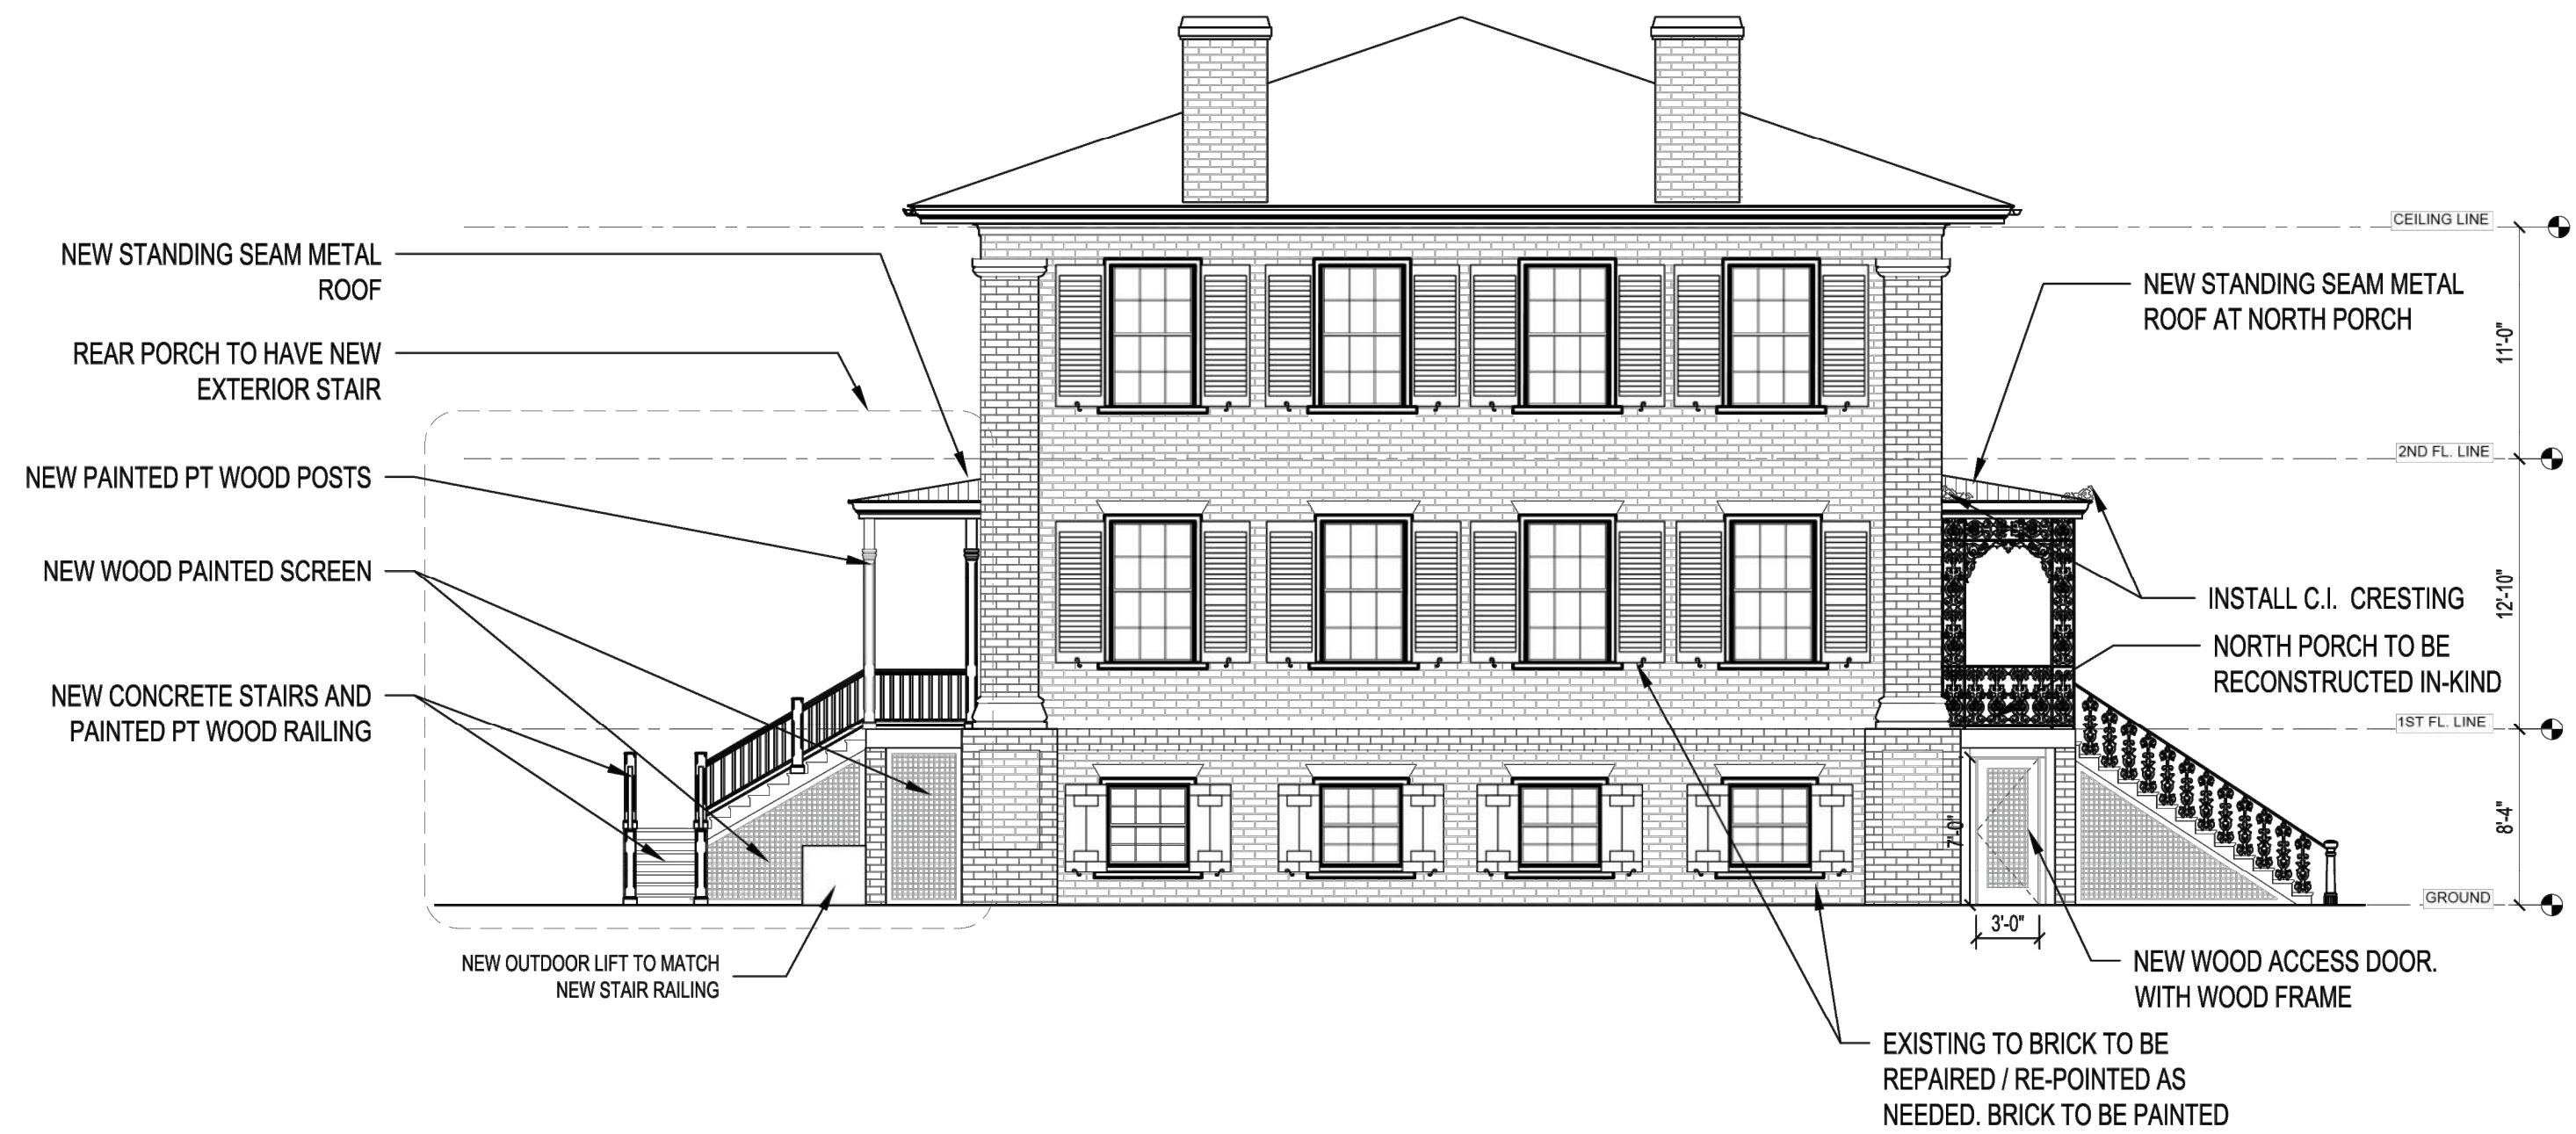 CEILING LINE
NEW STANDING SEAM METAL
ROOF
NEW STANDING SEAM METAL
ROOF AT NORTH PORCH
11'-0"
REAR PORCH TO HAVE NEW
EXTERIOR STAIR
2ND FL. LINE
NEW PAINTED PT WOOD POSTS
NEW WOOD PAINTED SCREEN
INSTALL C.I. CRESTING
12'-10"
NORTH PORCH TO BE
RECONSTRUCTED IN-KIND
NEW CONCRETE STAIRS AND
PAINTED PT WOOD RAILING
1ST FL. LINE
8'-4"
7'-0"
GROUND
3'-0"
NEW OUTDOOR LIFT TO MATCH
NEW STAIR RAILING
NEW WOOD ACCESS DOOR.
WITH WOOD FRAME
EXISTING TO BRICK TO BE
REPAIRED / RE-POINTED AS
NEEDED. BRICK TO BE PAINTED